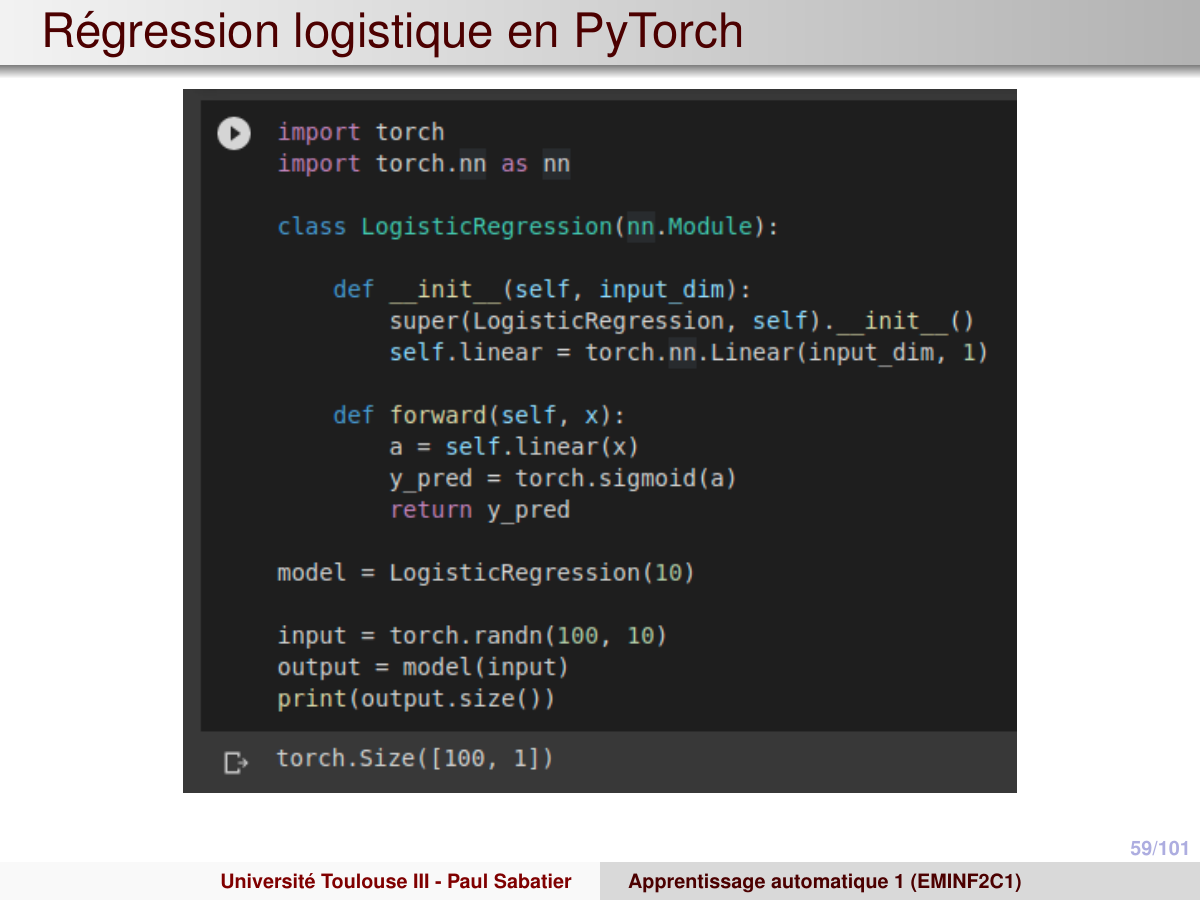 Régression logistique en PyTorch
import torch
import torch.nn as nn
class LogisticRegression(nn.Module):
def __init__(self, input_dim):
super(LogisticRegression, self).__init__()
self.linear = torch.nn.Linear(input_dim, 1)
def forward(self, x):
a = self.linear(x)
y_pred = torch.sigmoid(a)
return y_pred
model = LogisticRegression(10)
input = torch.randn(100, 10)
output = model(input)
print(output.size())
torch.Size([100, 1])
59/101
Université Toulouse III - Paul Sabatier
Apprentissage automatique 1 (EMINF2C1)